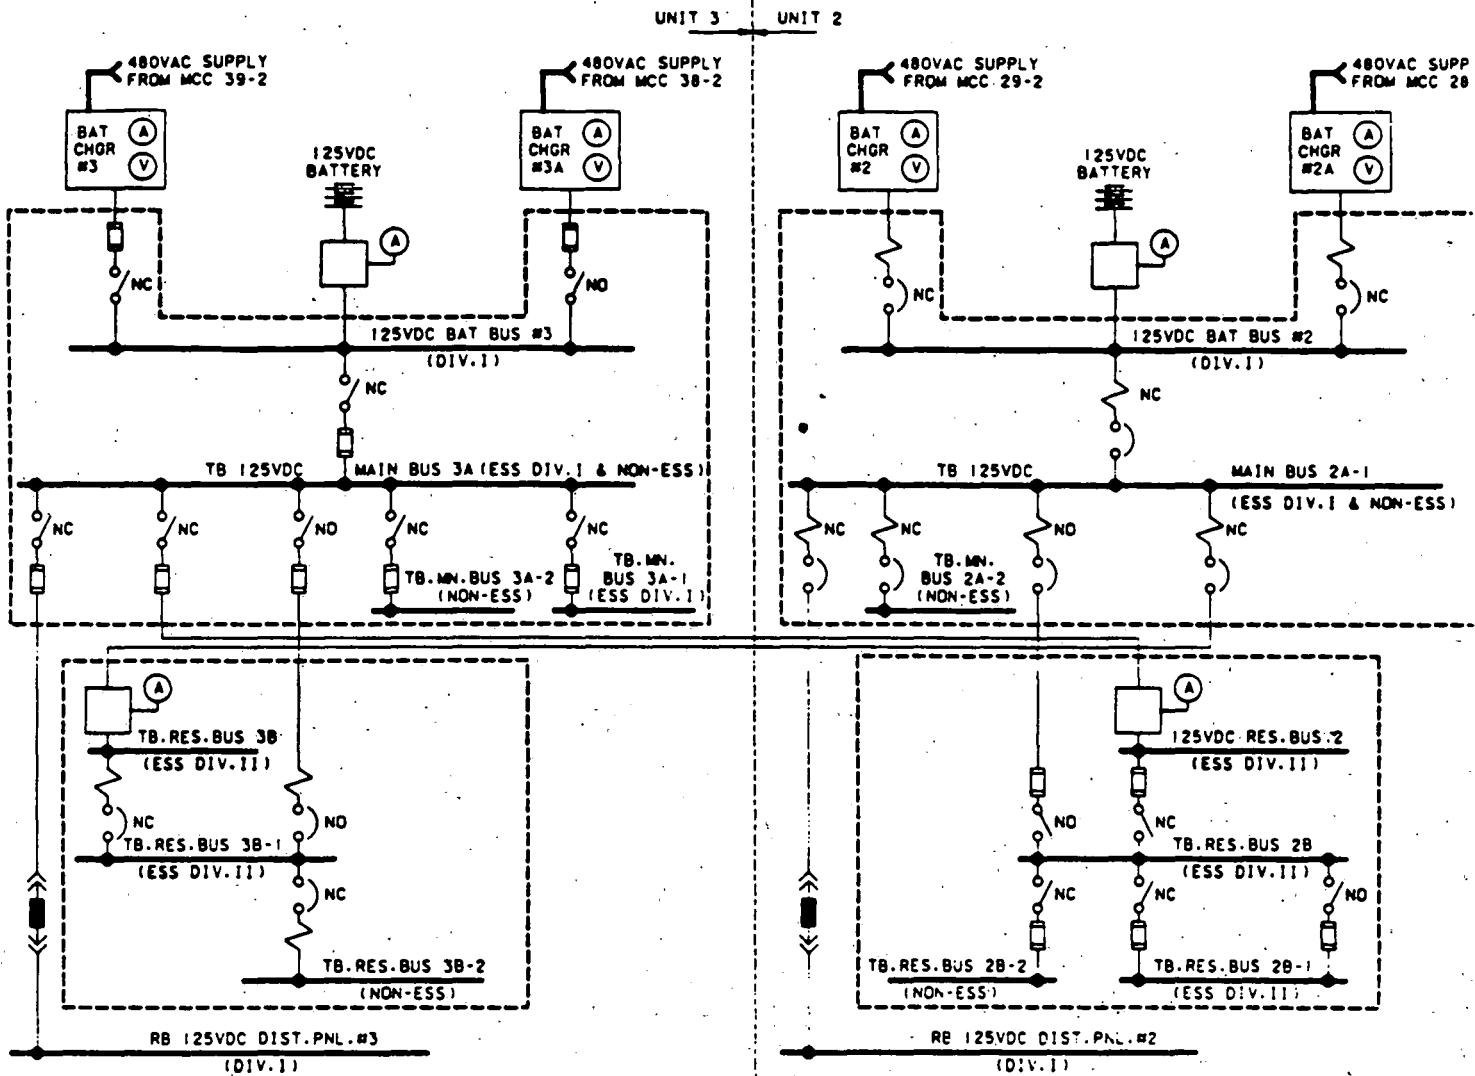 UNIT 3 UNIT 2
480VAC SUPPLY
FROM MCC 39-2
480VAC SUPPLY
FROM MCC 38-2
480VAC SUPPLY
FROM MCC 29-2
480VAC SUPP
FROM MCC 28
BAT
CHGR
#3
A
V
125VDC
BATTERY
A
BAT
CHGR
#3A
A
V
BAT
CHGR
#2
A
V
125VDC
BATTERY
A
BAT
CHGR
#2A
A
V
NC
NO
NC
NC
125VDC BAT BUS #3
(DIV.I)
125VDC BAT BUS #2
(DIV.I)
NC
NC
TB 125VDC MAIN BUS 3A (ESS DIV.I & NON-ESS)
TB 125VDC MAIN BUS 2A-1
(ESS DIV.I & NON-ESS)
NC
NC
NO
NC
NC
NC
NC
NO
NC
TB.MN.BUS 3A-2
(NON-ESS)
TB.MN.
BUS 3A-1
(ESS DIV.I)
TB.MN.
BUS 2A-2
(NON-ESS)
A
A
TB.RES.BUS 3B
(ESS DIV.II)
125VDC RES.BUS 2
(ESS DIV.II)
NC
NO
NO
NC
TB.RES.BUS 3B-1
(ESS DIV.II)
TB.RES.BUS 2B
(ESS DIV.II)
NC
NC
NC
NO
TB.RES.BUS 3B-2
(NON-ESS)
TB.RES.BUS 2B-2
(NON-ESS)
TB.RES.BUS 2B-1
(ESS DIV.II)
RB 125VDC DIST.PNL.#3
(DIV.I)
RB 125VDC DIST.PNL.#2
(DIV.I)